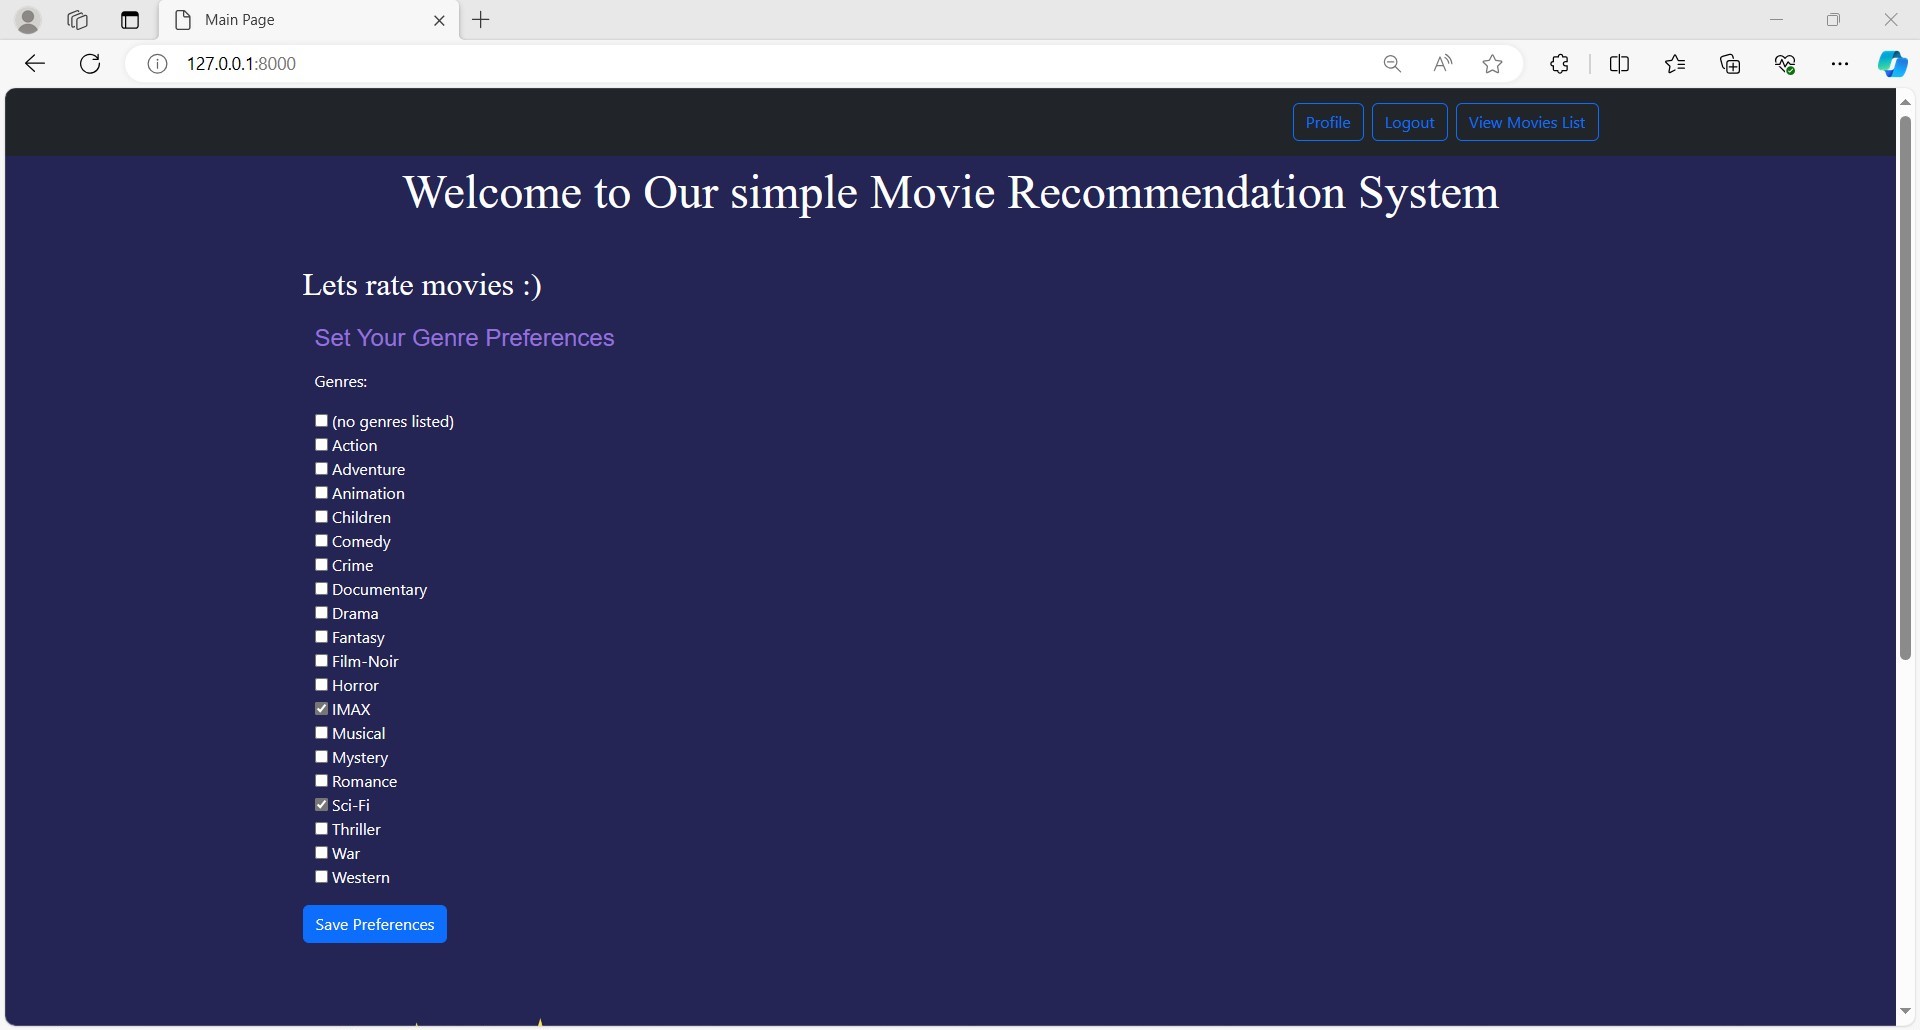 Main Page
127.0.0.1:8000
Profile
Logout
View Movies List
Welcome to Our simple Movie Recommendation System
Lets rate movies :)
Set Your Genre Preferences
Genres:
(no genres listed)
Action
Adventure
Animation
Children
Comedy
Crime
Documentary
Drama
Fantasy
Film-Noir
Horror
IMAX
Musical
Mystery
Romance
Sci-Fi
Thriller
War
Western
Save Preferences